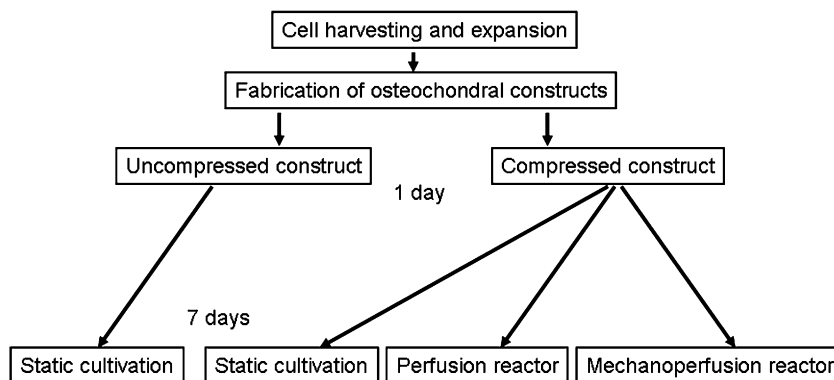 Cell harvesting and expansion
Fabrication of osteochondral constructs
Uncompressed construct
Compressed construct
1 day
7 days
Static cultivation
Static cultivation
Perfusion reactor
Mechanoperfusion reactor